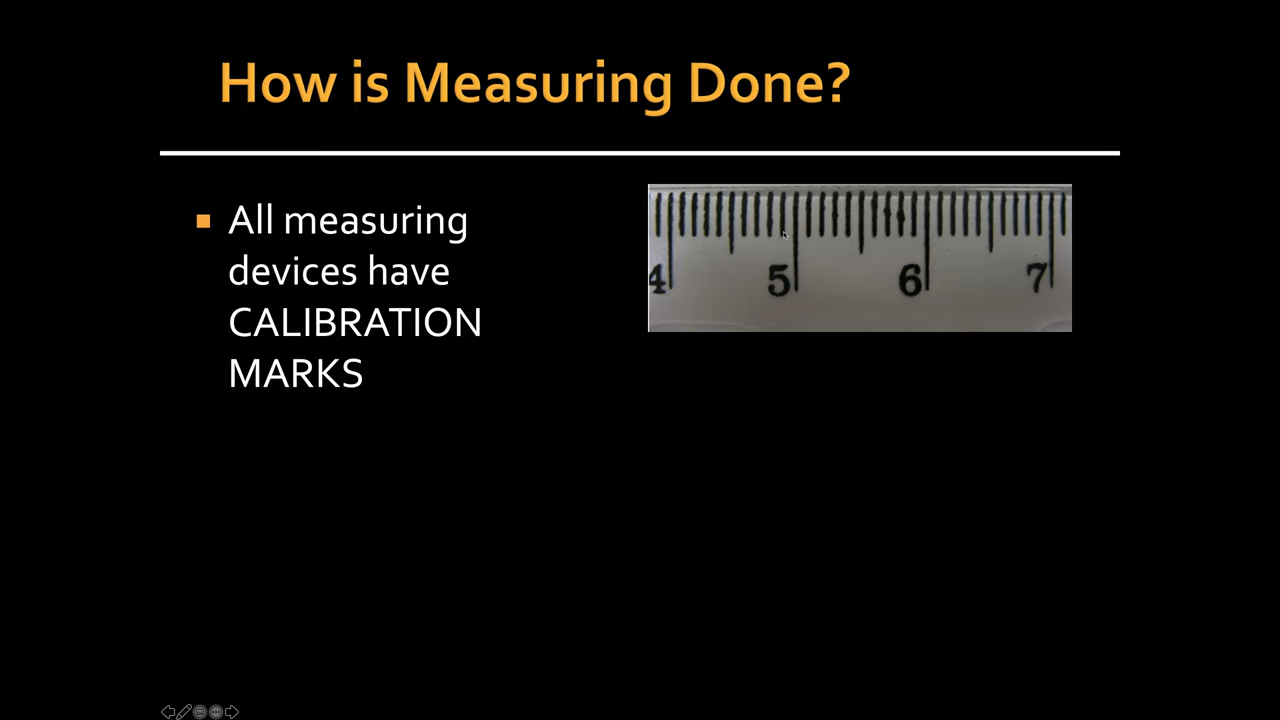 How is Measuring Done?
All measuring
devices have
CALIBRATION
MARKS
4 5 6 7